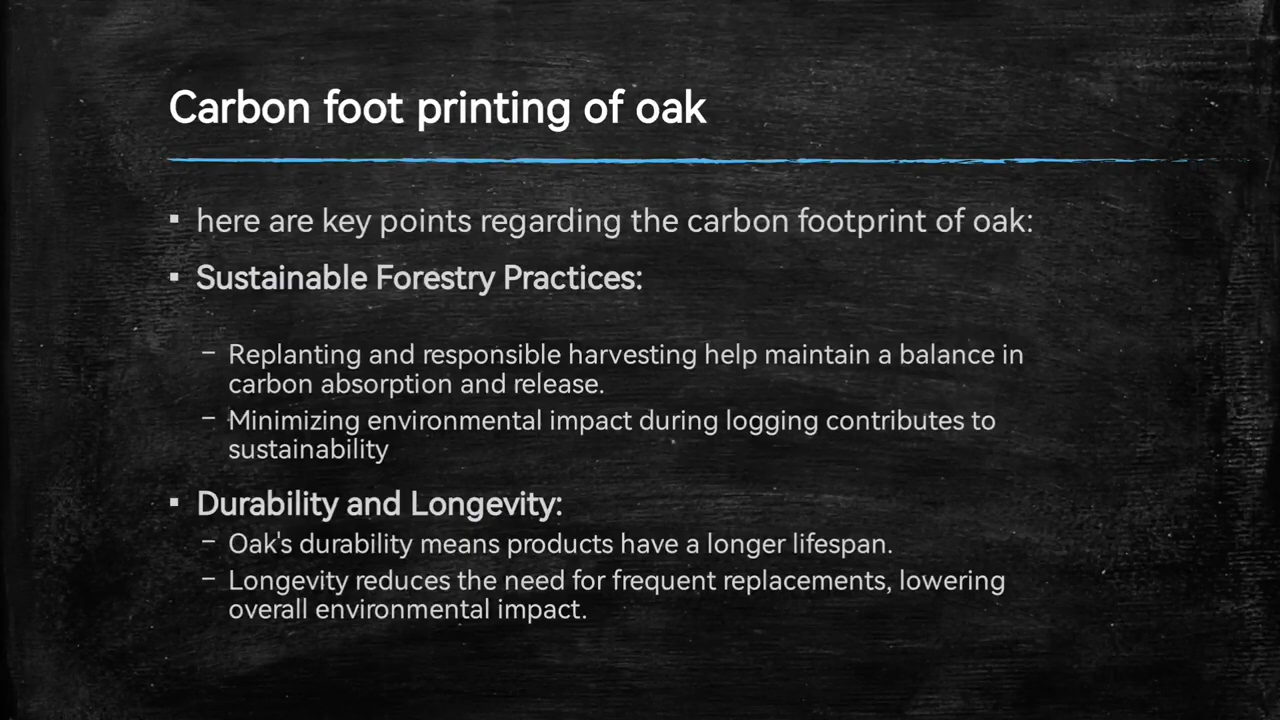 Carbon foot printing of oak
▪ here are key points regarding the carbon footprint of oak:
▪ Sustainable Forestry Practices:
– Replanting and responsible harvesting help maintain a balance in
carbon absorption and release.
– Minimizing environmental impact during logging contributes to
sustainability
▪ Durability and Longevity:
– Oak's durability means products have a longer lifespan.
– Longevity reduces the need for frequent replacements, lowering
overall environmental impact.